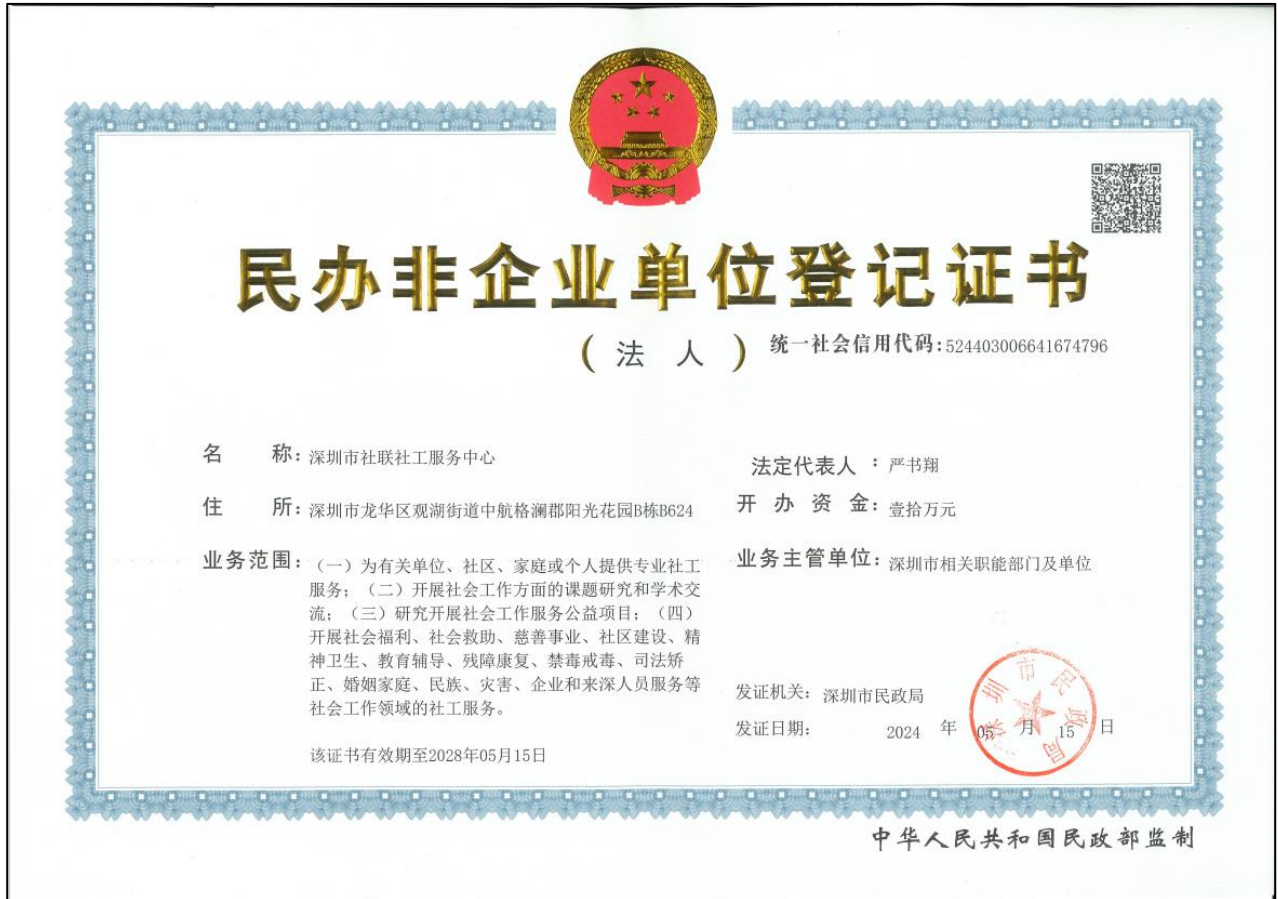 民办非企业单位登记证书
（法 人） 统一社会信用代码:524403006641674796
名 称: 深圳市社联社工服务中心
住 所: 深圳市龙华区观湖街道中航格澜郡阳光花园B栋B624
业务范围: （一）为有关单位、社区、家庭或个人提供专业社工
服务；（二）开展社会工作方面的课题研究和学术交
流；（三）研究开展社会工作服务公益项目；（四）
开展社会福利、社会救助、慈善事业、社区建设、精
神卫生、教育辅导、残障康复、禁毒戒毒、司法矫
正、婚姻家庭、民族、灾害、企业和来深人员服务等
社会工作领域的社工服务。
该证书有效期至2028年05月15日
法定代表人 : 严书翔
开 办 资 金: 壹拾万元
业务主管单位: 深圳市相关职能部门及单位
发证机关: 深圳市民政局
发证日期: 2024 年 05 月 15 日
深圳市民政局
中华人民共和国民政部监制